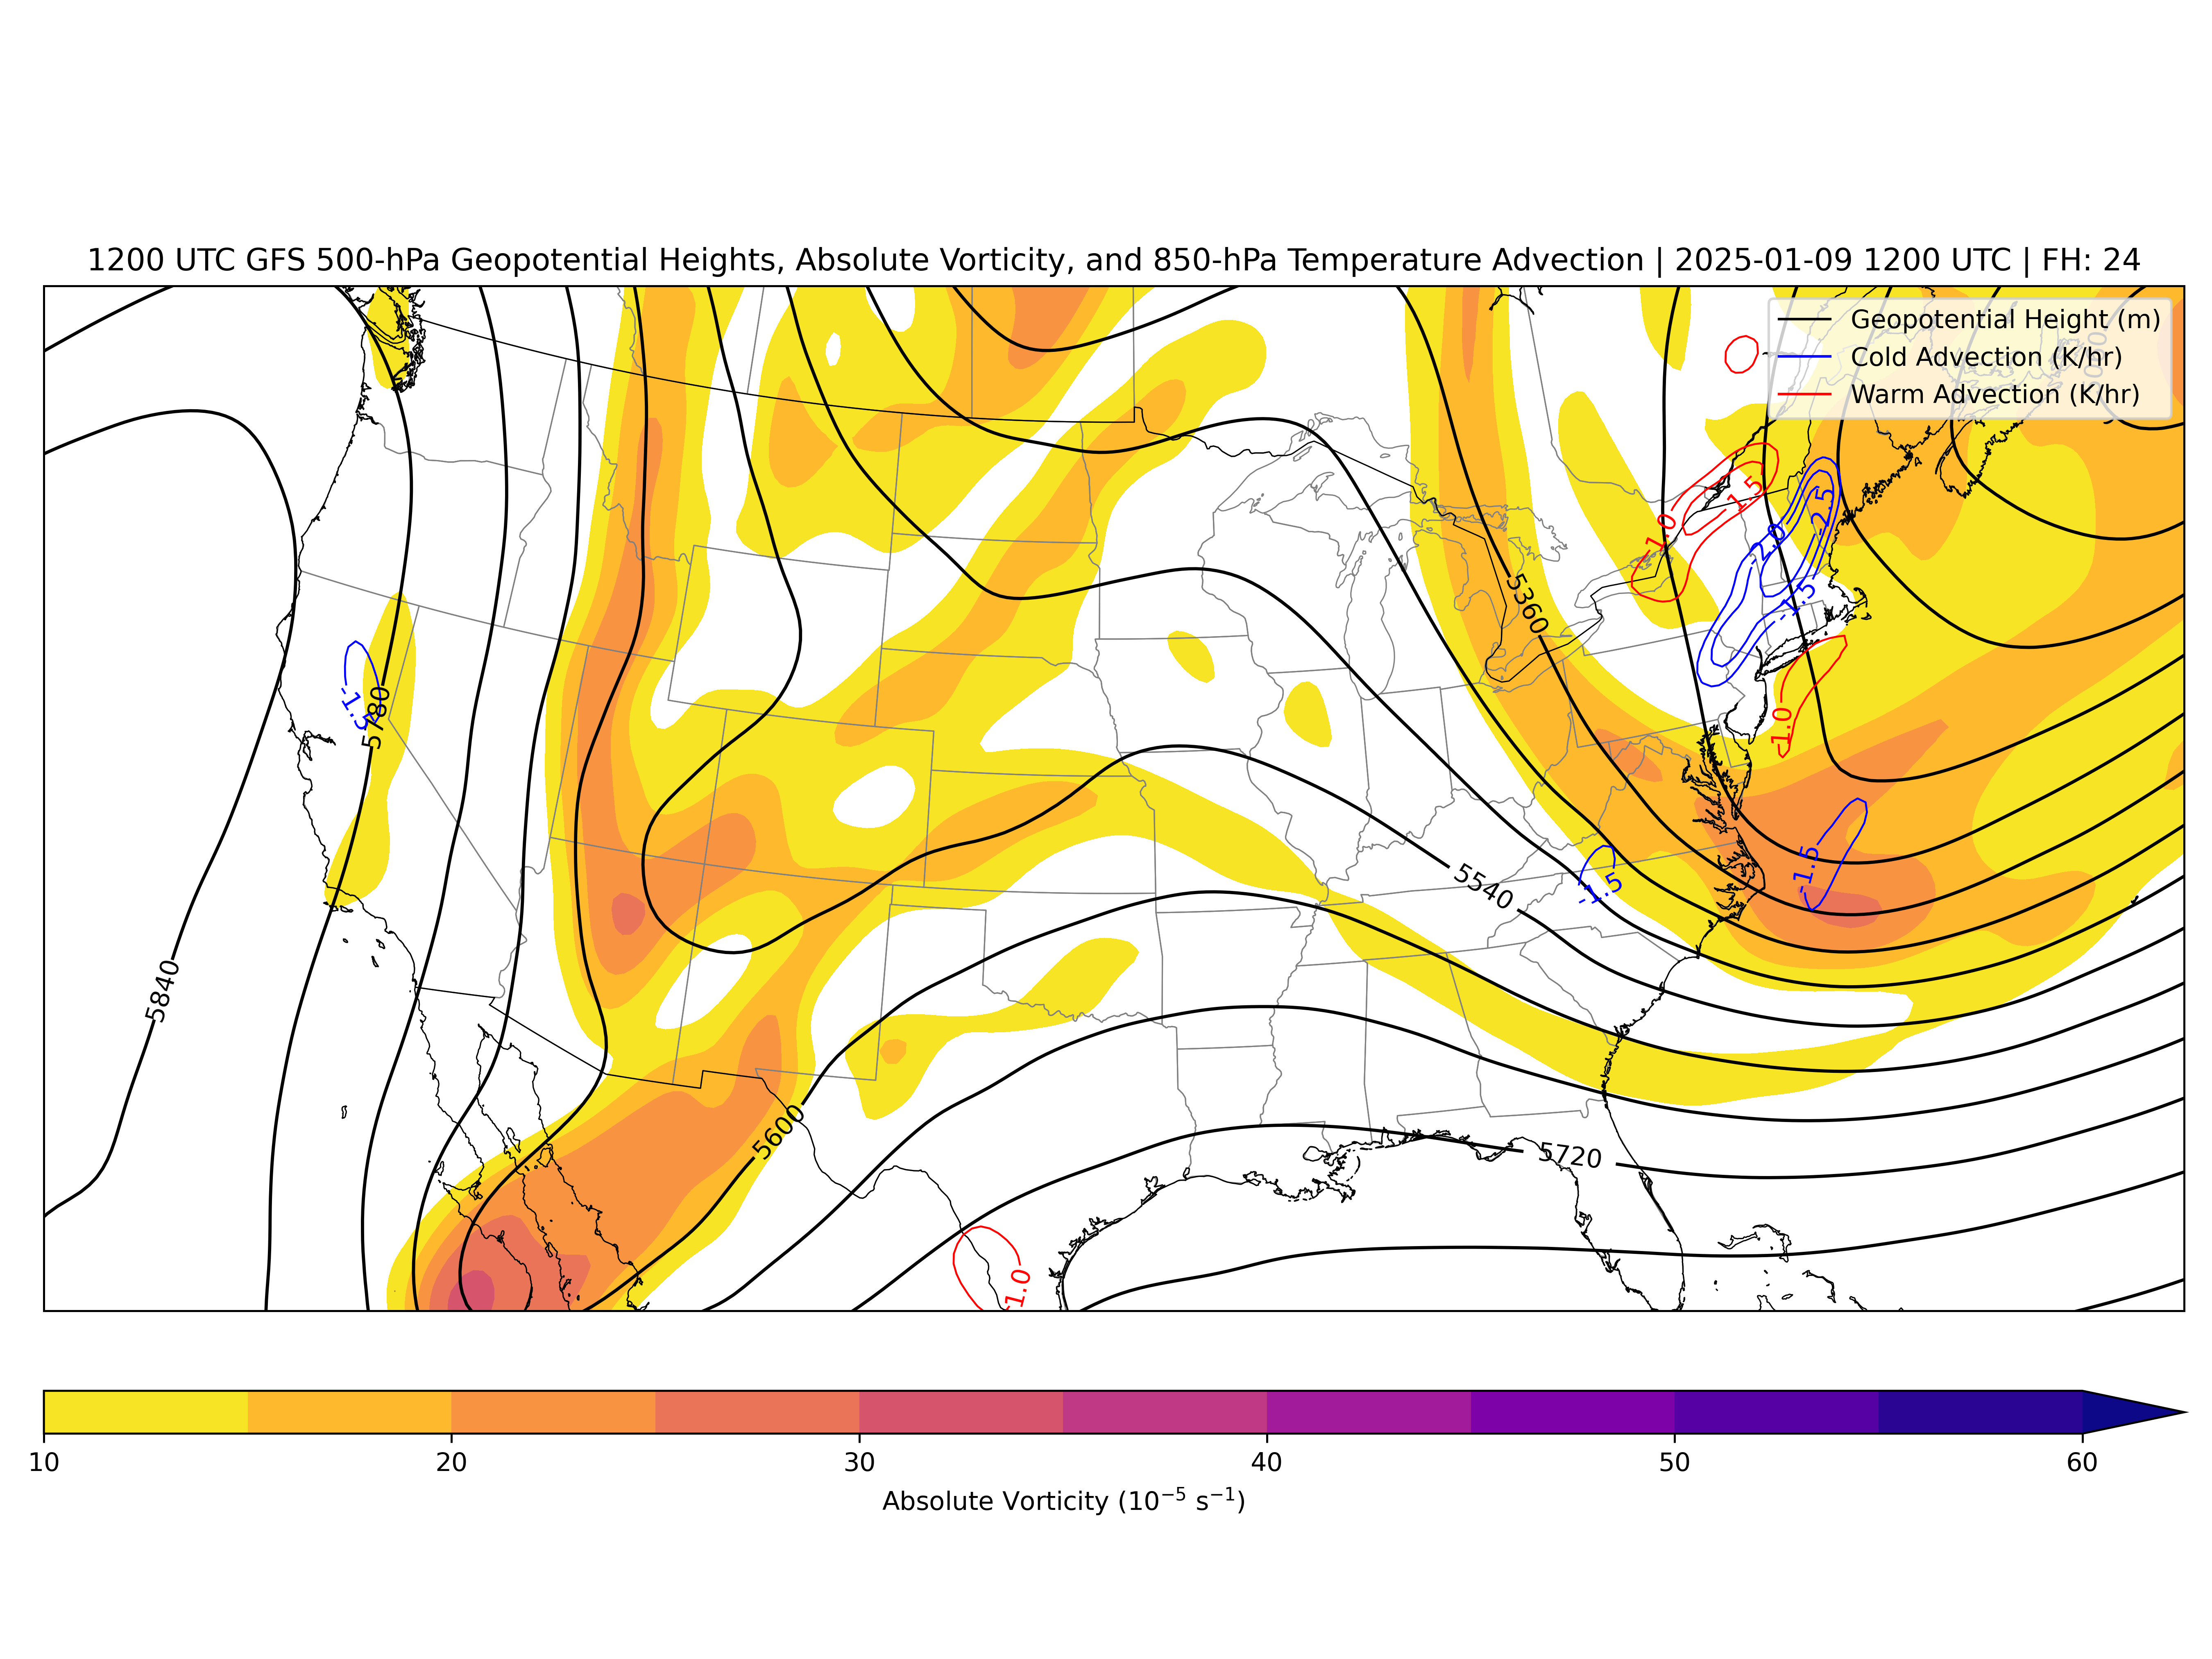 1200 UTC GFS 500-hPa Geopotential Heights, Absolute Vorticity, and 850-hPa Temperature Advection | 2025-01-09 1200 UTC | FH: 24
Geopotential Height (m)
Cold Advection (K/hr)
Warm Advection (K/hr)
-1.5
1.0
-2.5
-2.0
5360
-1.5
-1.5
5780
1.0
-1.5
5540
-1.5
5840
5600
5720
1.0
10 20 30 40 50 60
Absolute Vorticity (10⁻⁵ s⁻¹)